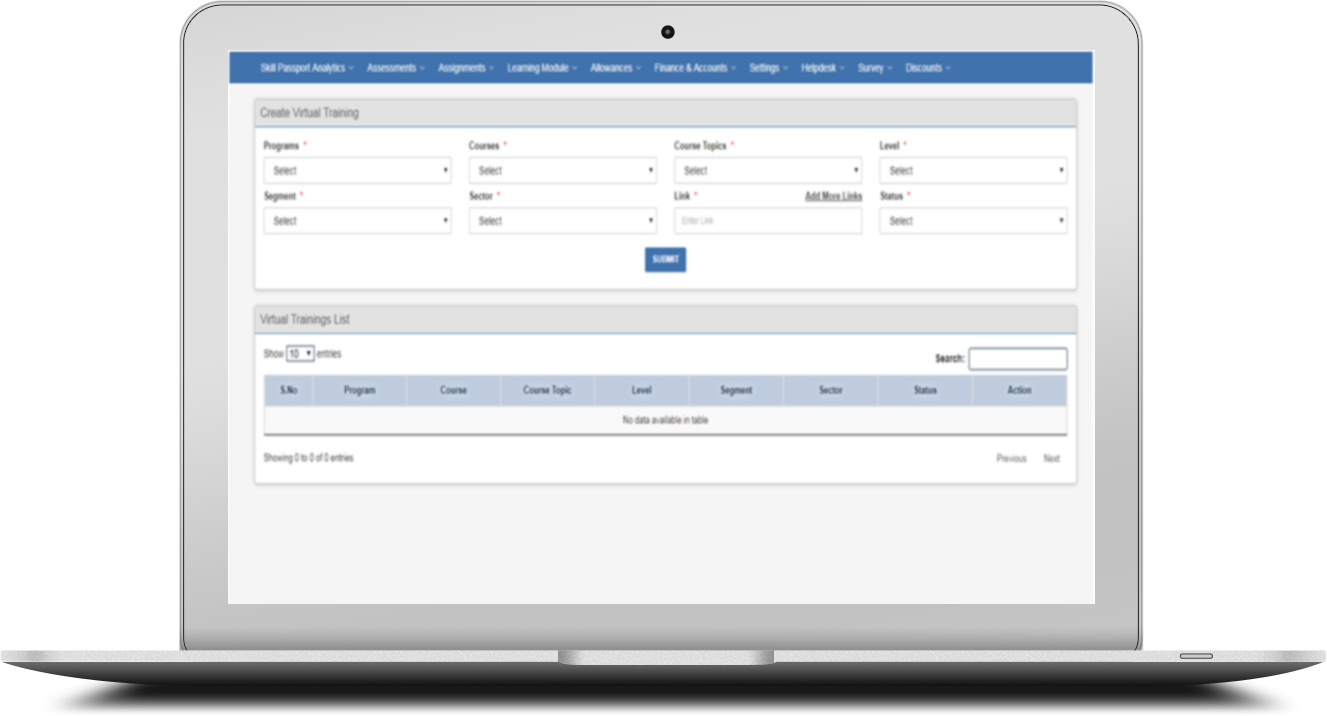 Skill Passport Analytics Assessments Assignments Learning Module Allowances Finance & Accounts Settings Helpdesk Survey Discounts
Create Virtual Training
Programs * Courses * Course Topics * Level *
Select Select Select Select
Segment * Sector * Link * Add More Links Status *
Select Select Enter Link Select
SUBMIT
Virtual Trainings List
Show 10 entries
Search:
S.No Program Course Course Topic Level Segment Sector Status Action
No data available in table
Showing 0 to 0 of 0 entries Previous Next